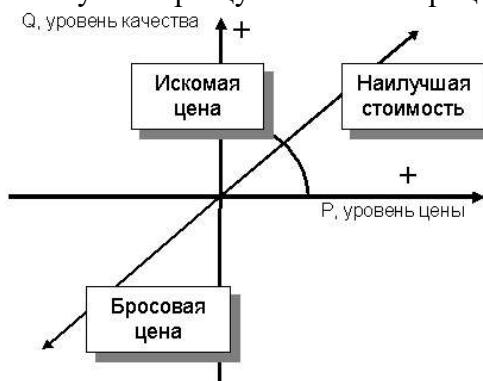 Q, уровень качества
+
Искомая
цена
Наилучшая
стоимость
+
P, уровень цены
Бросовая
цена